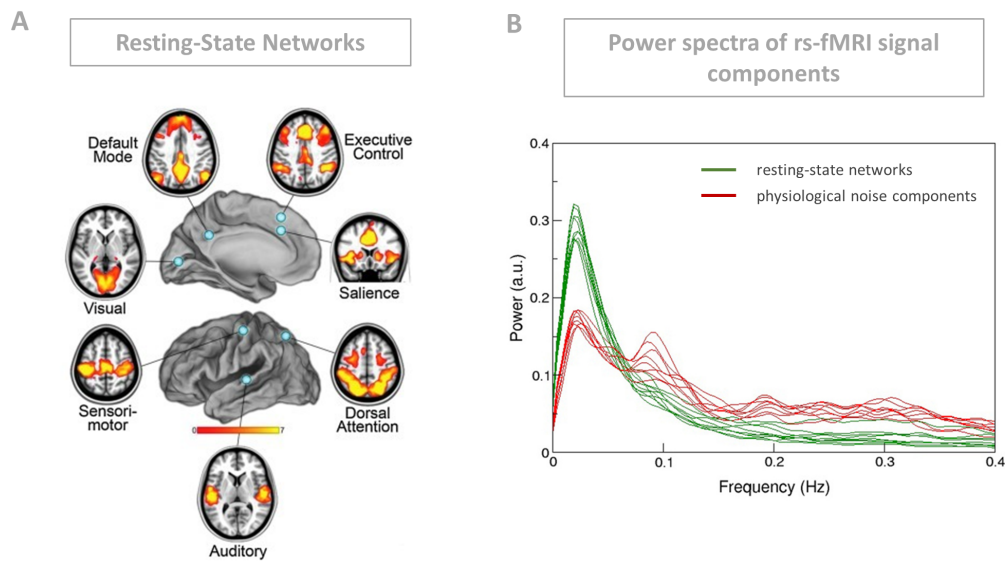 A
Resting-State Networks
Default
Mode
Executive
Control
Visual
Salience
Sensori-
motor
Dorsal
Attention
0
7
Auditory
B
Power spectra of rs-fMRI signal
components
resting-state networks
physiological noise components
Power (a.u.)
0.4
0.3
0.2
0.1
0
0
0.1
0.2
0.3
0.4
Frequency (Hz)